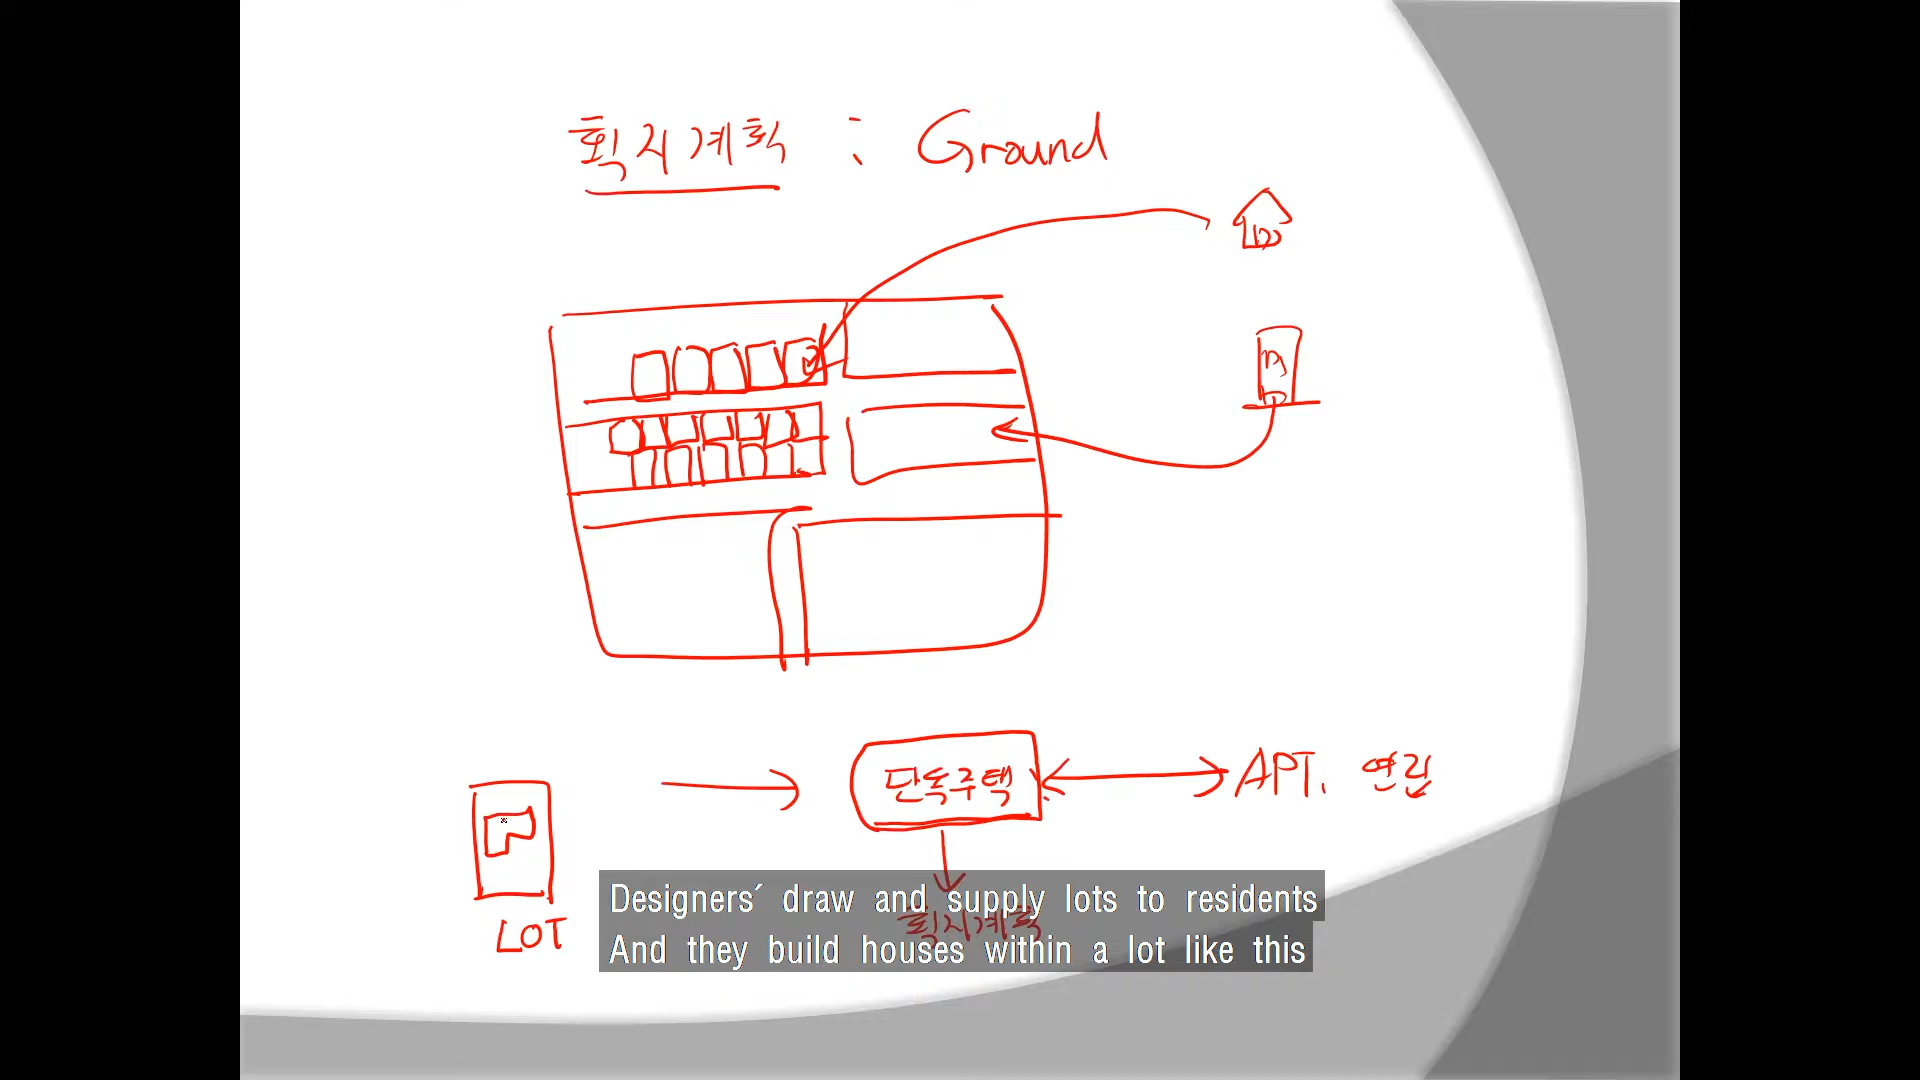 획지계획 : Ground
단독주택
APT. 연립
획지계획
LOT
Designers´ draw and supply lots to residents
And they build houses within a lot like this